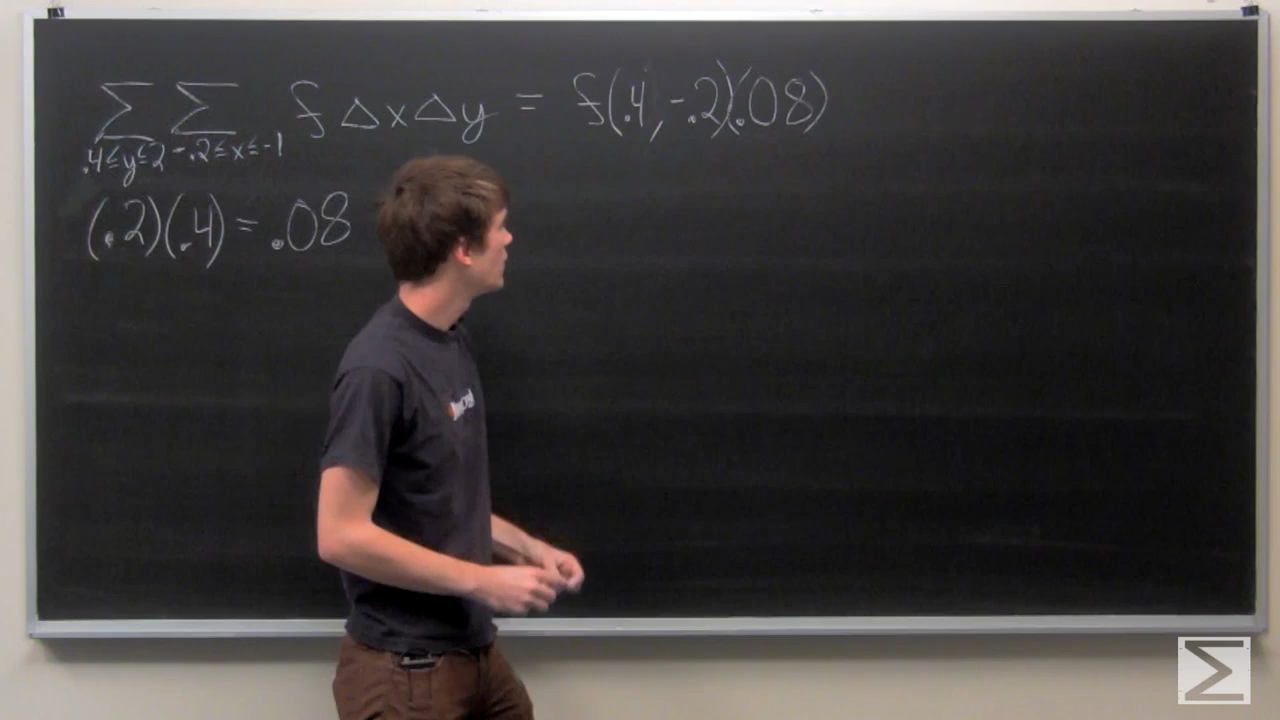 ∑ ∑ f Δx Δy = f(.4, -.2)(.08)
.4≤y≤2 -.2≤x≤-1
(.2)(.4) = .08